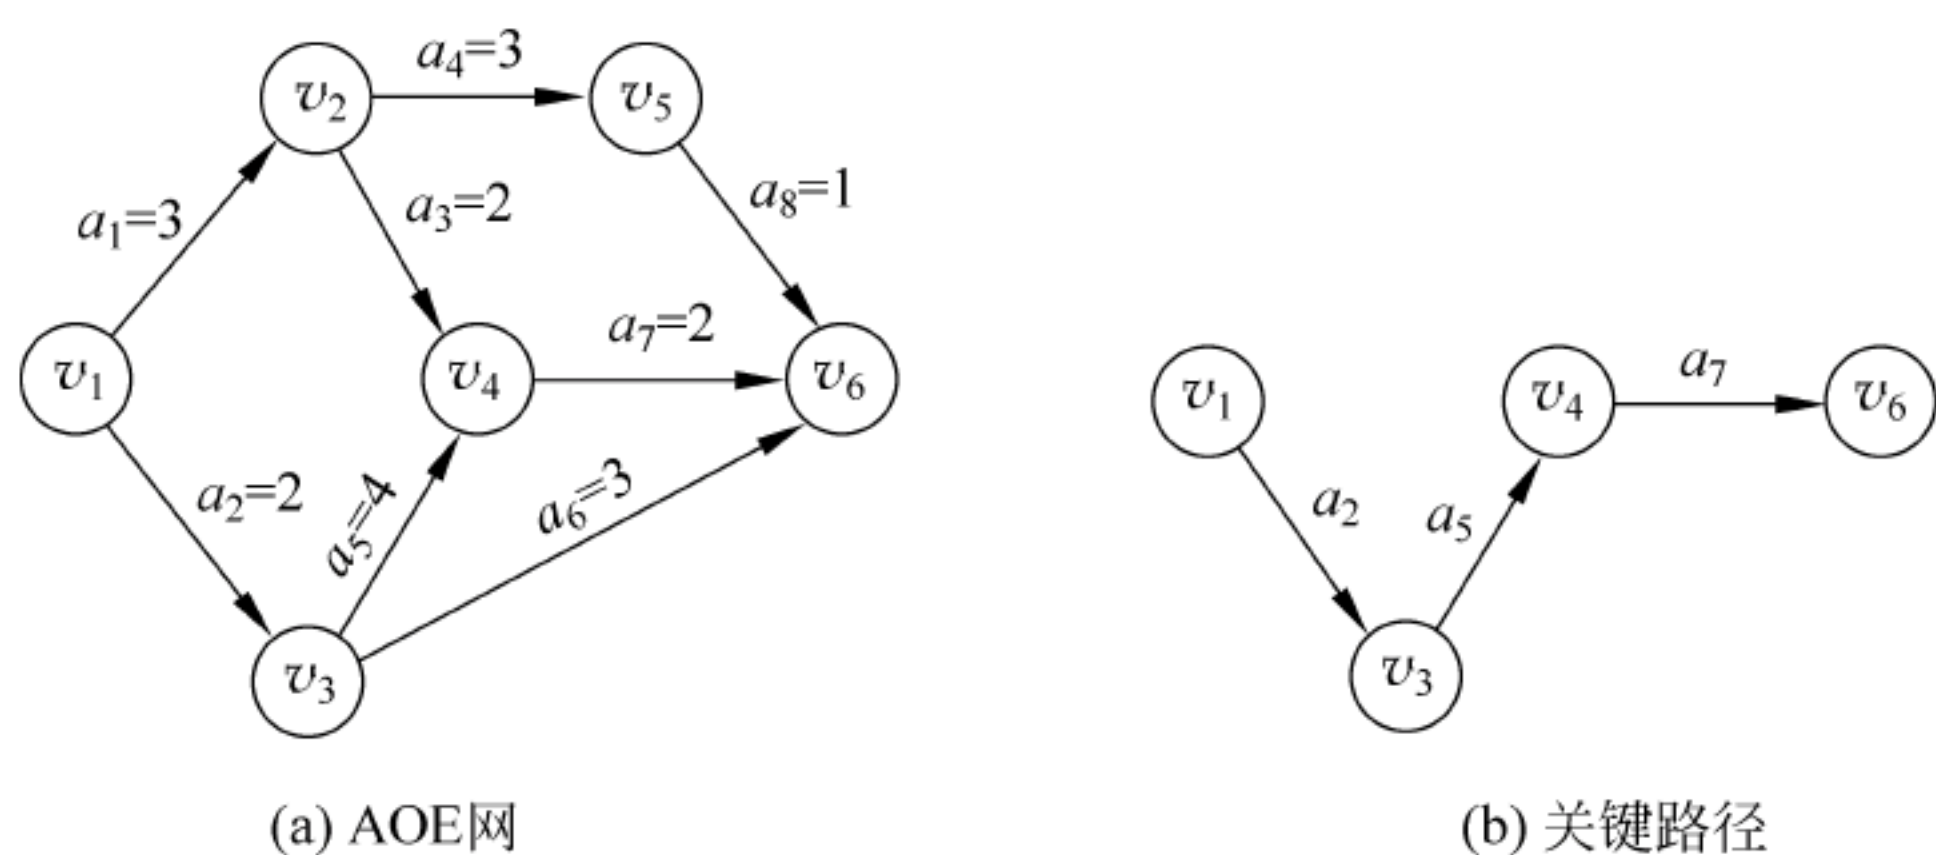 a4=3
v2
v5
a1=3
a3=2
a8=1
a7=2
v1
v4
v6
a2=2
a5=4
a6=3
v3
(a) AOE网
v1
v4
a7
v6
a2
a5
v3
(b) 关键路径